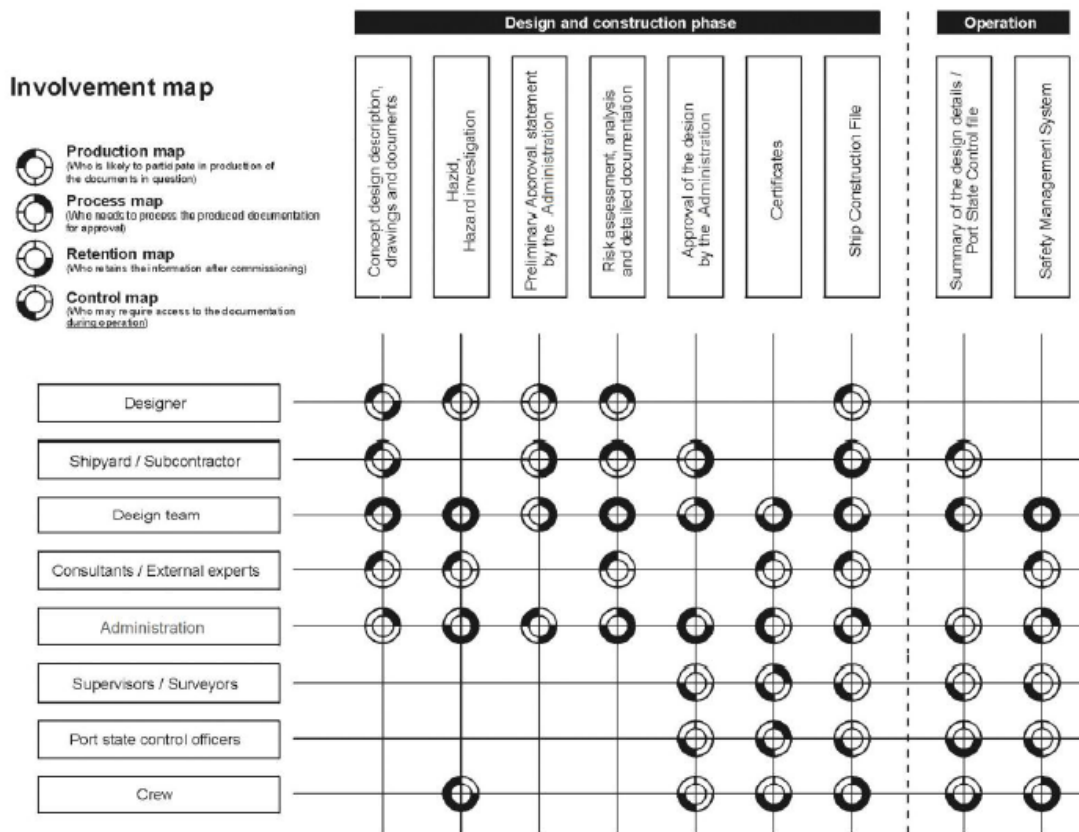 Design and construction phase
Operation
Involvement map
Production map
(Who is likely to participate in production of
the documents in question)
Process map
(Who needs to process the produced documentation
for approval)
Retention map
(Who retains the information after commissioning)
Control map
(Who may require access to the documentation
during operation)
Concept design description,
drawings and documents
Hazid,
Hazard investigation
Preliminary Approval statement
by the Administration
Risk assessment, analysis
and detailed documentation
Approval of the design
by the Administration
Certificates
Ship Construction File
Summary of the design details /
Port State Control file
Safety Management System
Designer
Shipyard / Subcontractor
Design team
Consultants / External experts
Administration
Supervisors / Surveyors
Port state control officers
Crew